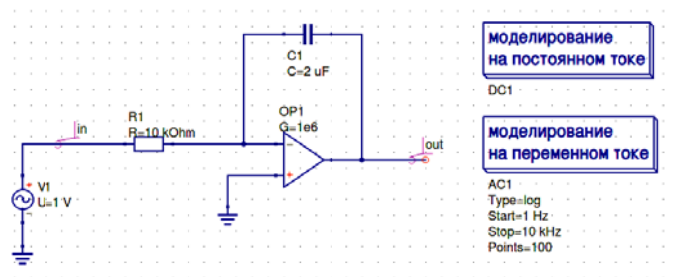 C1
C=2 uF
R1
R=10 kOhm
in
OP1
G=1e6
out
V1
U=1 V
моделирование
на постоянном токе
DC1
моделирование
на переменном токе
AC1
Type=log
Start=1 Hz
Stop=10 kHz
Points=100